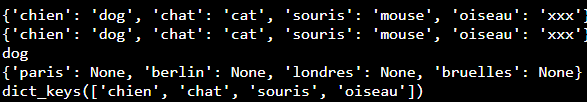 {'chien': 'dog', 'chat': 'cat', 'souris': 'mouse', 'oiseau': 'xxx'}
{'chien': 'dog', 'chat': 'cat', 'souris': 'mouse', 'oiseau': 'xxx'}
dog
{'paris': None, 'berlin': None, 'londres': None, 'bruelles': None}
dict_keys(['chien', 'chat', 'souris', 'oiseau'])